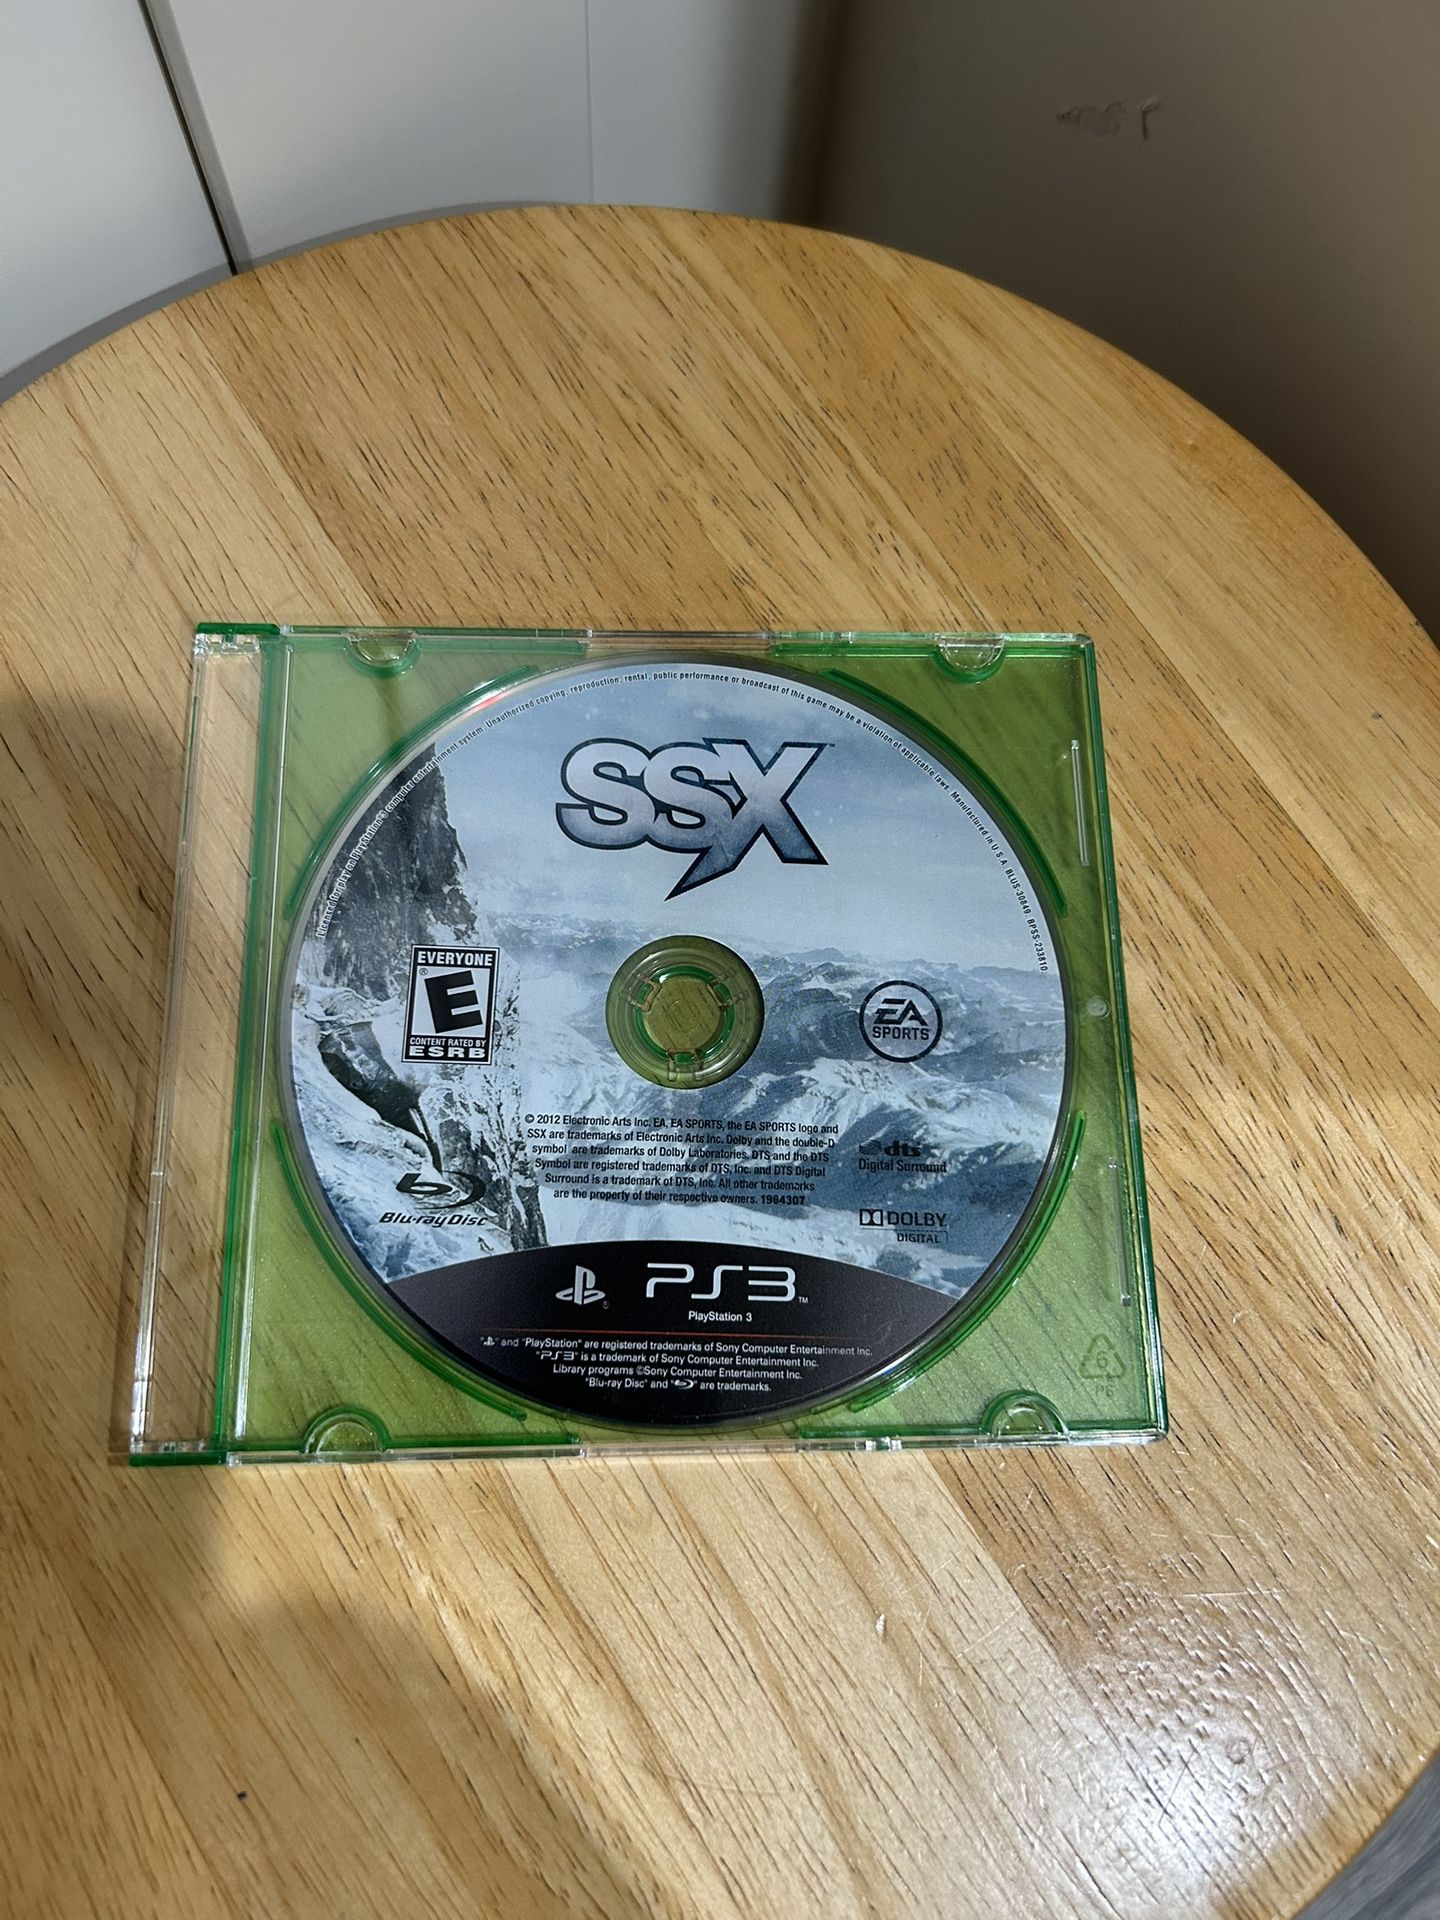 Licensed for play on PlayStation®3 computer entertainment system. Unauthorized copying, reproduction, rental, public performance or broadcast of this game may be a violation of applicable laws. Manufactured in U.S.A. BLUS-30849 BPSS-233810
SSX™
EVERYONE
E®
CONTENT RATED BY
ESRB
EA
SPORTS™
© 2012 Electronic Arts Inc. EA, EA SPORTS, the EA SPORTS logo and
SSX are trademarks of Electronic Arts Inc. Dolby and the double-D
symbol are trademarks of Dolby Laboratories. DTS and the DTS
Symbol are registered trademarks of DTS, Inc. and DTS Digital
Surround is a trademark of DTS, Inc. All other trademarks
are the property of their respective owners. 1964307
dts
Digital Surround
Blu-ray Disc
DOLBY
DIGITAL
PS3™
PlayStation 3
" " and "PlayStation" are registered trademarks of Sony Computer Entertainment Inc.
"PS3" is a trademark of Sony Computer Entertainment Inc.
Library programs ©Sony Computer Entertainment Inc.
"Blu-ray Disc" and " " are trademarks.
6